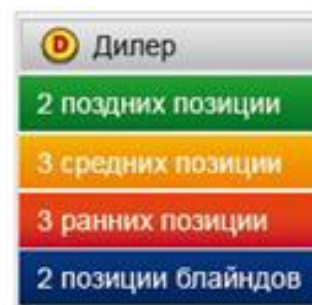 D Дилер
2 поздних позиции
3 средних позиции
3 ранних позиции
2 позиции блайндов